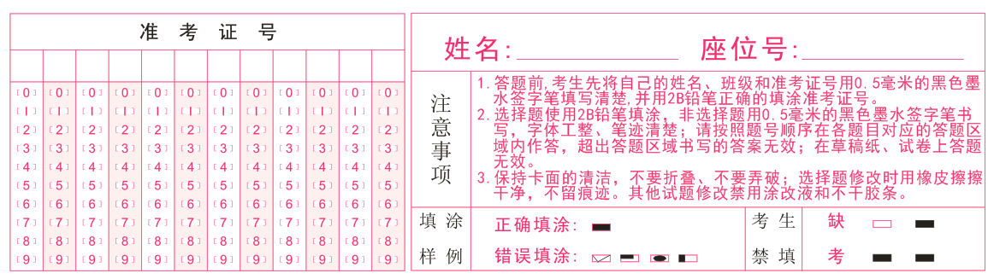 准 考 证 号
[0] [0] [0] [0] [0] [0] [0] [0] [0] [0] [0] [0]
[1] [1] [1] [1] [1] [1] [1] [1] [1] [1] [1] [1]
[2] [2] [2] [2] [2] [2] [2] [2] [2] [2] [2] [2]
[3] [3] [3] [3] [3] [3] [3] [3] [3] [3] [3] [3]
[4] [4] [4] [4] [4] [4] [4] [4] [4] [4] [4] [4]
[5] [5] [5] [5] [5] [5] [5] [5] [5] [5] [5] [5]
[6] [6] [6] [6] [6] [6] [6] [6] [6] [6] [6] [6]
[7] [7] [7] [7] [7] [7] [7] [7] [7] [7] [7] [7]
[8] [8] [8] [8] [8] [8] [8] [8] [8] [8] [8] [8]
[9] [9] [9] [9] [9] [9] [9] [9] [9] [9] [9] [9]
姓名: 座位号:
注意事项
1.答题前,考生先将自己的姓名、班级和准考证号用0.5毫米的黑色墨
水签字笔填写清楚,并用2B铅笔正确的填涂准考证号。
2.选择题使用2B铅笔填涂，非选择题用0.5毫米的黑色墨水签字笔书
写，字体工整、笔迹清楚；请按照题号顺序在各题目对应的答题区
域内作答，超出答题区域书写的答案无效；在草稿纸、试卷上答题
无效。
3.保持卡面的清洁，不要折叠、不要弄破；选择题修改时用橡皮擦擦
干净，不留痕迹。其他试题修改禁用涂改液和不干胶条。
填 涂
样 例
正确填涂:
错误填涂:
考 生
禁 填
缺
考